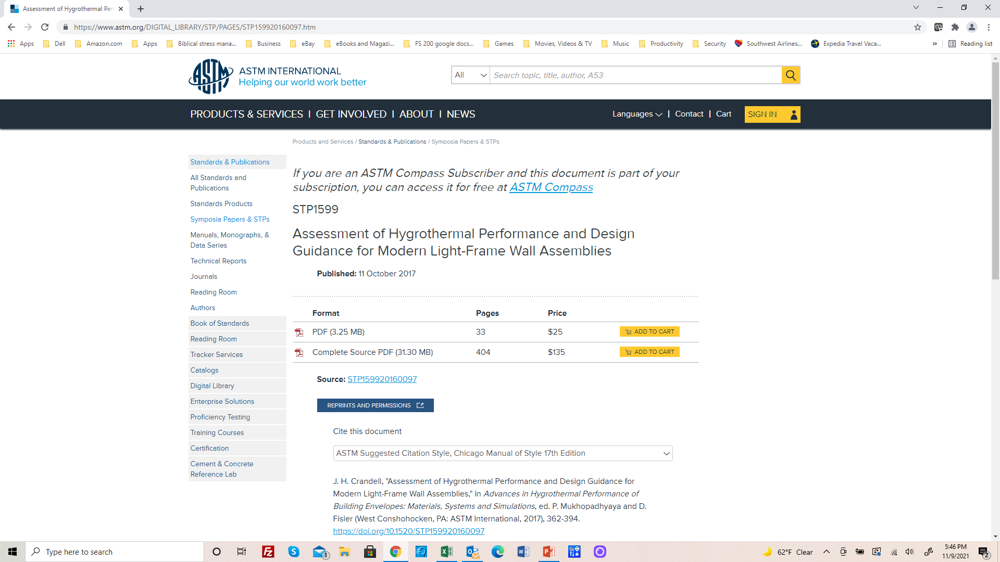 Assessment of Hygrothermal Per
https://www.astm.org/DIGITAL_LIBRARY/STP/PAGES/STP159920160097.htm
Apps Dell Amazon.com Apps Biblical stress mana... Business eBay eBooks and Magazi... FS 200 google docs... Games Movies, Videos & TV Music Productivity Security Southwest Airlines... Expedia Travel Vaca... » Reading list
ASTM
ASTM INTERNATIONAL
Helping our world work better
All Search topic, title, author, A53
PRODUCTS & SERVICES | GET INVOLVED | ABOUT | NEWS Languages | Contact | Cart SIGN IN
Products and Services / Standards & Publications / Symposia Papers & STPs
Standards & Publications
All Standards and
Publications
Standards Products
Symposia Papers & STPs
Manuals, Monographs, &
Data Series
Technical Reports
Journals
Reading Room
Authors
Book of Standards
Reading Room
Tracker Services
Catalogs
Digital Library
Enterprise Solutions
Proficiency Testing
Training Courses
Certification
Cement & Concrete
Reference Lab
If you are an ASTM Compass Subscriber and this document is part of your
subscription, you can access it for free at ASTM Compass
STP1599
Assessment of Hygrothermal Performance and Design
Guidance for Modern Light-Frame Wall Assemblies
Published: 11 October 2017
Format Pages Price
PDF (3.25 MB) 33 $25 ADD TO CART
Complete Source PDF (31.30 MB) 404 $135 ADD TO CART
Source: STP159920160097
REPRINTS AND PERMISSIONS
Cite this document
ASTM Suggested Citation Style, Chicago Manual of Style 17th Edition
J. H. Crandell, "Assessment of Hygrothermal Performance and Design Guidance for
Modern Light-Frame Wall Assemblies," in Advances in Hygrothermal Performance of
Building Envelopes: Materials, Systems and Simulations, ed. P. Mukhopadhyaya and D.
Fisler (West Conshohocken, PA: ASTM International, 2017), 362-394.
https://doi.org/10.1520/STP159920160097
Type here to search
1
62°F Clear
5:46 PM
11/9/2021
2